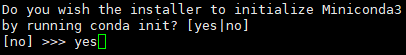 Do you wish the installer to initialize Miniconda3
by running conda init? [yes|no]
[no] >>> yes